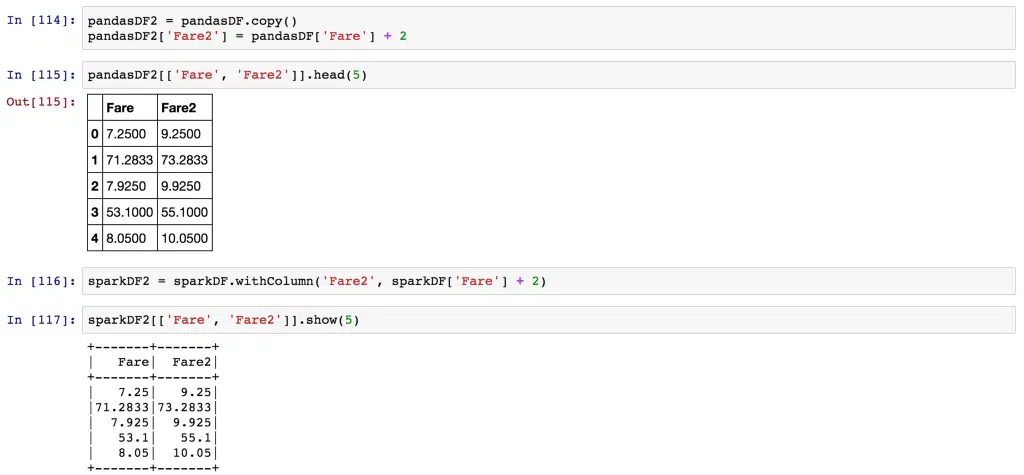 In [114]: pandasDF2 = pandasDF.copy()
pandasDF2['Fare2'] = pandasDF['Fare'] + 2
In [115]: pandasDF2[['Fare', 'Fare2']].head(5)
Out[115]:
Fare Fare2
0 7.2500 9.2500
1 71.2833 73.2833
2 7.9250 9.9250
3 53.1000 55.1000
4 8.0500 10.0500
In [116]: sparkDF2 = sparkDF.withColumn('Fare2', sparkDF['Fare'] + 2)
In [117]: sparkDF2[['Fare', 'Fare2']].show(5)
+-------+-------+
|   Fare|  Fare2|
+-------+-------+
|   7.25|   9.25|
|71.2833|73.2833|
|  7.925|  9.925|
|   53.1|   55.1|
|   8.05|  10.05|
+-------+-------+